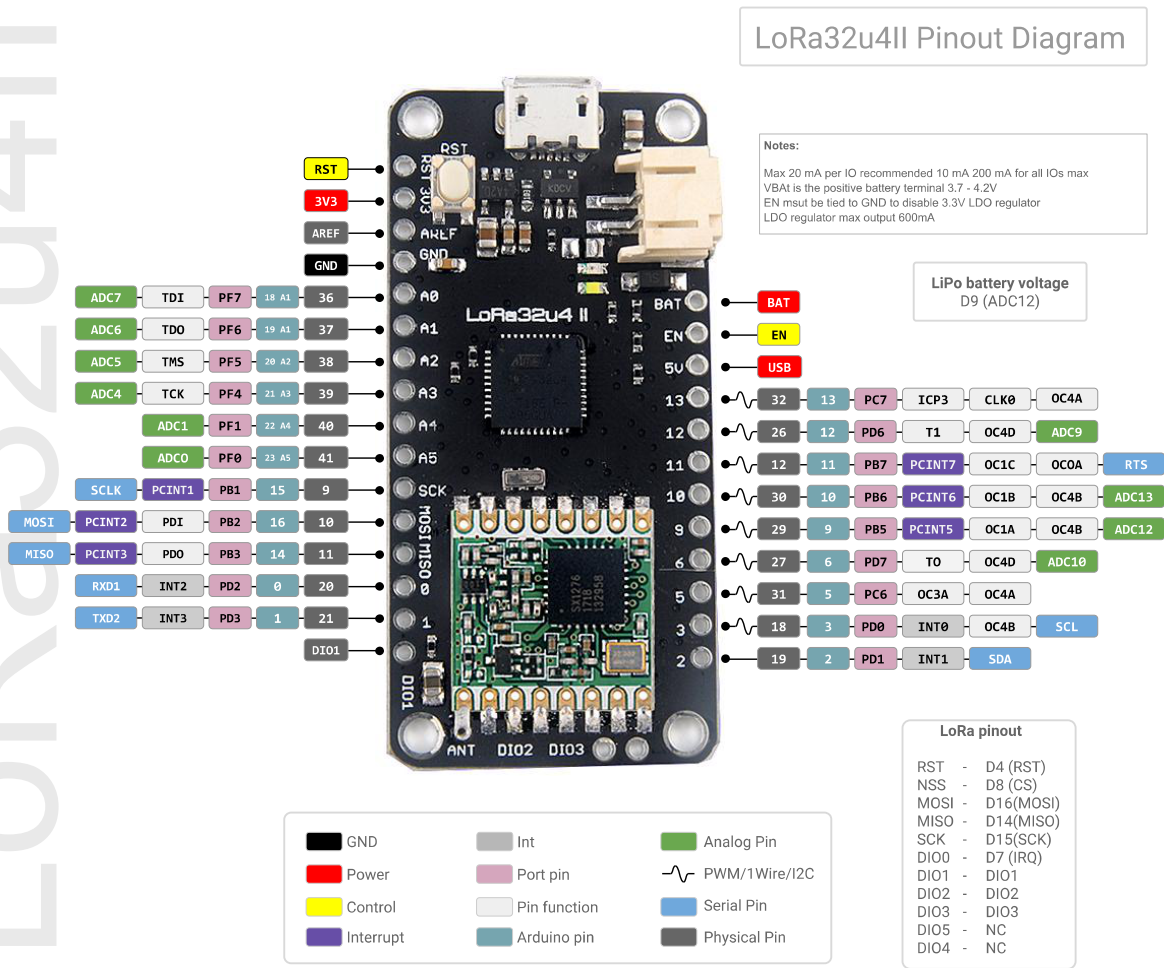 LoRa32u4II Pinout Diagram
LoRa32u4II
Notes:
Max 20 mA per IO recommended 10 mA 200 mA for all IOs max
VBAt is the positive battery terminal 3.7 - 4.2V
EN msut be tied to GND to disable 3.3V LDO regulator
LDO regulator max output 600mA
LiPo battery voltage
D9 (ADC12)
RST
3V3
AREF
GND
ADC7 TDI PF7 18 A1 36
ADC6 TDO PF6 19 A1 37
ADC5 TMS PF5 20 A2 38
ADC4 TCK PF4 21 A3 39
ADC1 PF1 22 A4 40
ADC0 PF0 23 A5 41
SCLK PCINT1 PB1 15 9
MOSI PCINT2 PDI PB2 16 10
MISO PCINT3 PDO PB3 14 11
RXD1 INT2 PD2 0 20
TXD2 INT3 PD3 1 21
DIO1
RST
RST
3V3
AREF
GND
A0
A1
A2
A3
A4
A5
SCK
MOSI
MISO
0
1
DIO1
KDCV
LoRa32u4 II
SX1276
1718
132958
ANT DIO2 DIO3
BAT
EN
5V
13
12
11
10
9
6
5
3
2
BAT
EN
USB
32 13 PC7 ICP3 CLK0 OC4A
26 12 PD6 T1 OC4D ADC9
12 11 PB7 PCINT7 OC1C OC0A RTS
30 10 PB6 PCINT6 OC1B OC4B ADC13
29 9 PB5 PCINT5 OC1A OC4B ADC12
27 6 PD7 TO OC4D ADC10
31 5 PC6 OC3A OC4A
18 3 PD0 INT0 OC4B SCL
19 2 PD1 INT1 SDA
LoRa pinout
RST - D4 (RST)
NSS - D8 (CS)
MOSI - D16(MOSI)
MISO - D14(MISO)
SCK - D15(SCK)
DIO0 - D7 (IRQ)
DIO1 - DIO1
DIO2 - DIO2
DIO3 - DIO3
DIO5 - NC
DIO4 - NC
GND Int Analog Pin
Power Port pin PWM/1Wire/I2C
Control Pin function Serial Pin
Interrupt Arduino pin Physical Pin